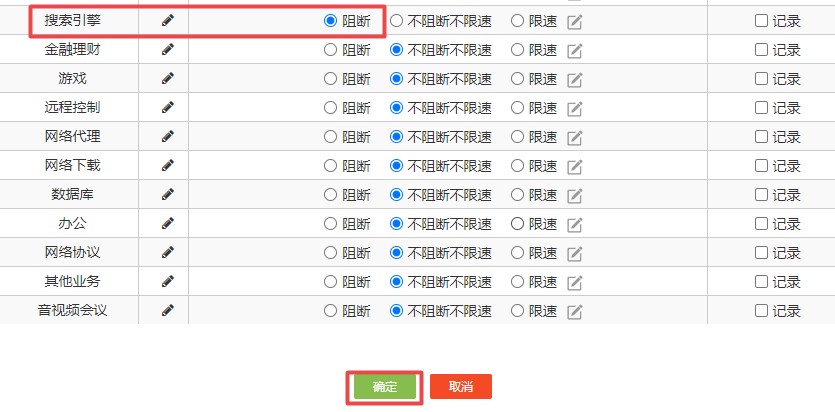 搜索引擎 阻断 不阻断不限速 限速 记录
金融理财 阻断 不阻断不限速 限速 记录
游戏 阻断 不阻断不限速 限速 记录
远程控制 阻断 不阻断不限速 限速 记录
网络代理 阻断 不阻断不限速 限速 记录
网络下载 阻断 不阻断不限速 限速 记录
数据库 阻断 不阻断不限速 限速 记录
办公 阻断 不阻断不限速 限速 记录
网络协议 阻断 不阻断不限速 限速 记录
其他业务 阻断 不阻断不限速 限速 记录
音视频会议 阻断 不阻断不限速 限速 记录
确定 取消